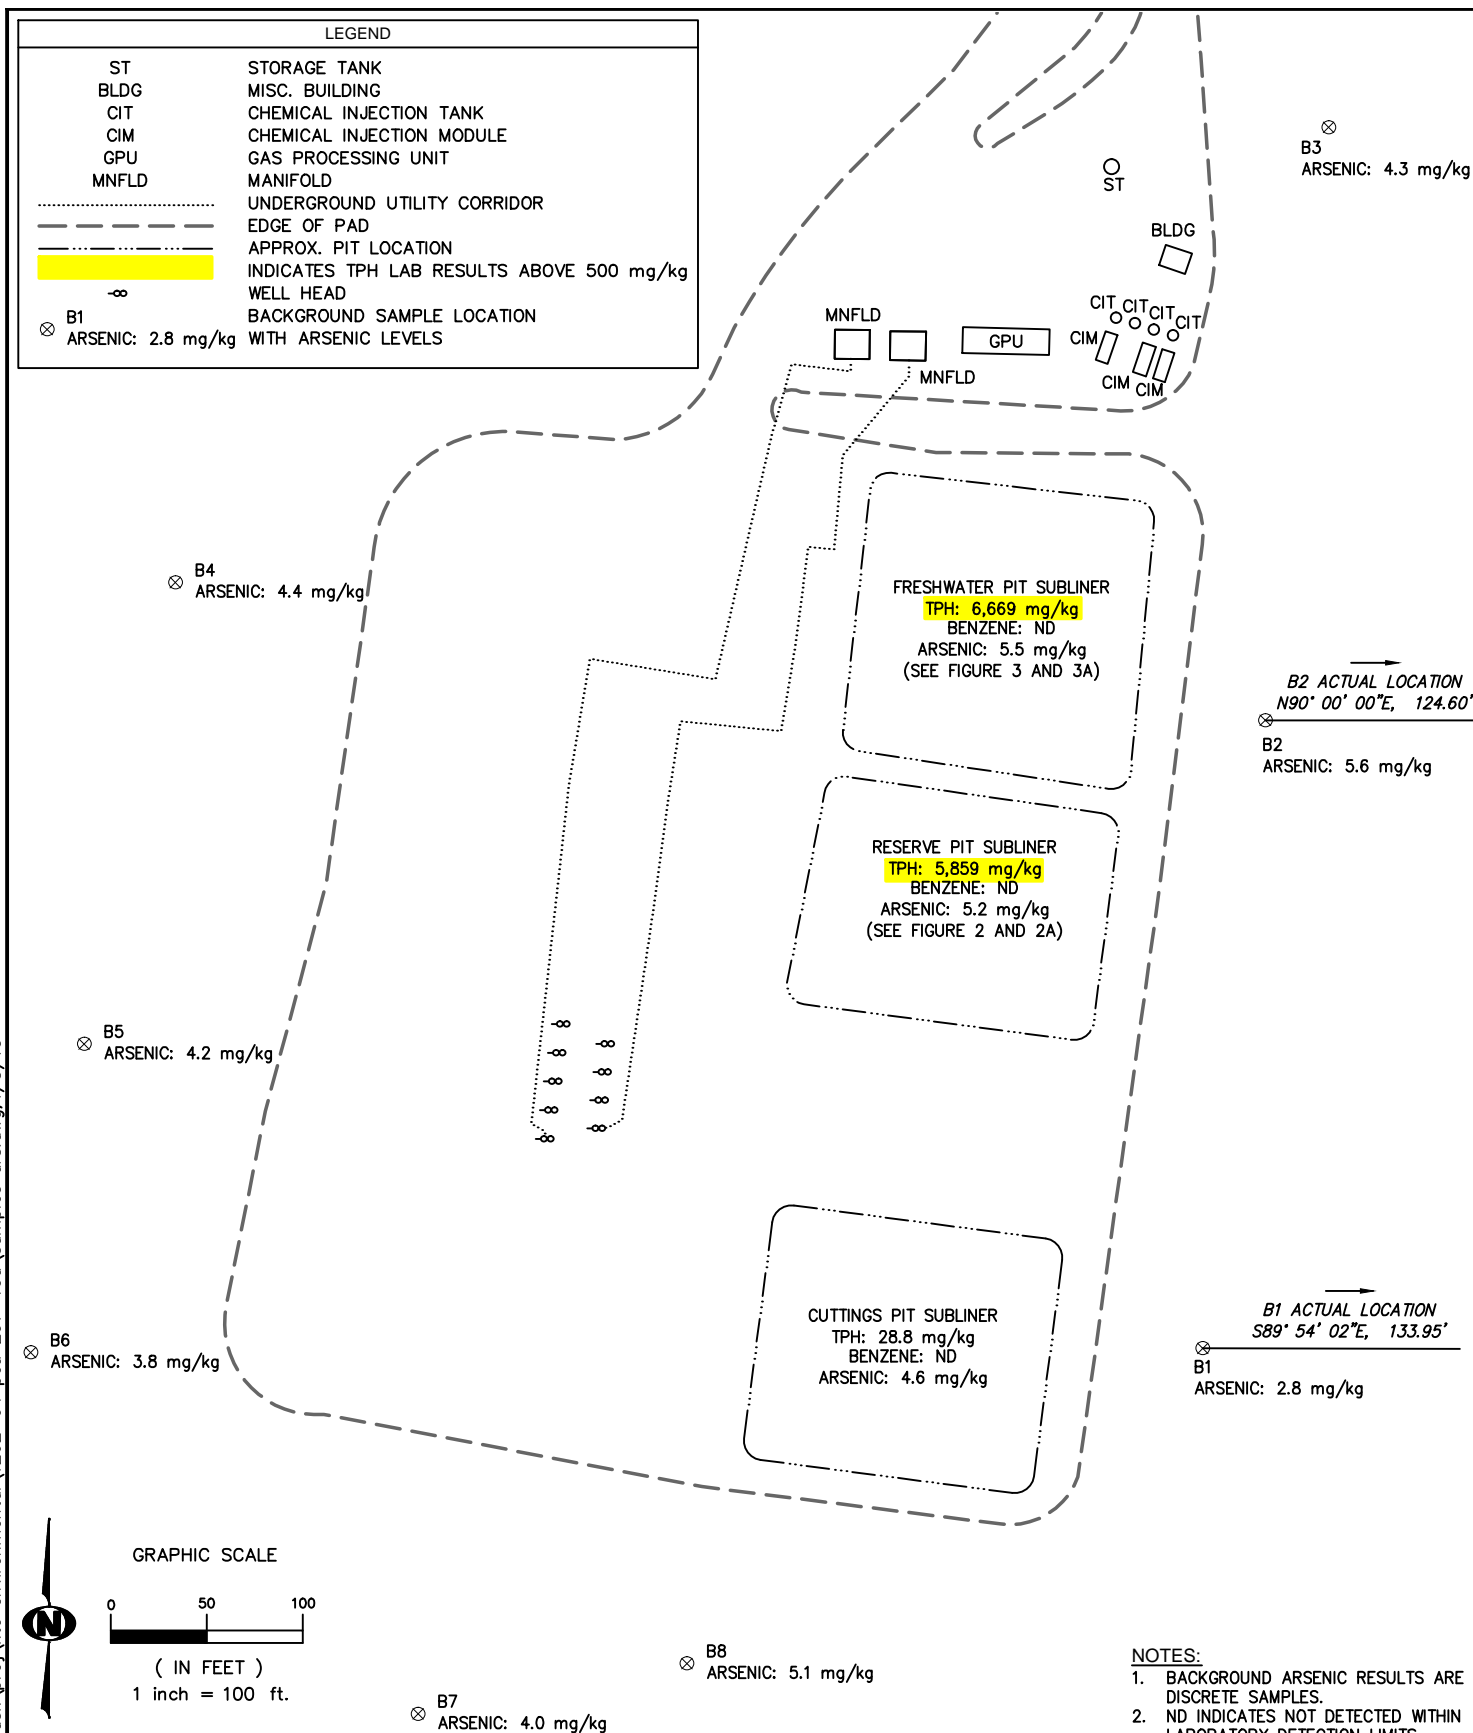 LEGEND
ST STORAGE TANK
BLDG MISC. BUILDING
CIT CHEMICAL INJECTION TANK
CIM CHEMICAL INJECTION MODULE
GPU GAS PROCESSING UNIT
MNFLD MANIFOLD
UNDERGROUND UTILITY CORRIDOR
EDGE OF PAD
APPROX. PIT LOCATION
INDICATES TPH LAB RESULTS ABOVE 500 mg/kg
WELL HEAD
B1 BACKGROUND SAMPLE LOCATION
ARSENIC: 2.8 mg/kg WITH ARSENIC LEVELS
B3
ARSENIC: 4.3 mg/kg
ST
BLDG
CIT CIT CIT CIT
MNFLD
GPU
CIM
MNFLD
CIM CIM
B4
ARSENIC: 4.4 mg/kg
FRESHWATER PIT SUBLINER
TPH: 6,669 mg/kg
BENZENE: ND
ARSENIC: 5.5 mg/kg
(SEE FIGURE 3 AND 3A)
B2 ACTUAL LOCATION
N90° 00' 00"E, 124.60'
B2
ARSENIC: 5.6 mg/kg
RESERVE PIT SUBLINER
TPH: 5,859 mg/kg
BENZENE: ND
ARSENIC: 5.2 mg/kg
(SEE FIGURE 2 AND 2A)
B5
ARSENIC: 4.2 mg/kg
CUTTINGS PIT SUBLINER
TPH: 28.8 mg/kg
BENZENE: ND
ARSENIC: 4.6 mg/kg
B1 ACTUAL LOCATION
S89° 54' 02"E, 133.95'
B1
ARSENIC: 2.8 mg/kg
B6
ARSENIC: 3.8 mg/kg
GRAPHIC SCALE
0 50 100
N
( IN FEET )
1 inch = 100 ft.
B8
ARSENIC: 5.1 mg/kg
B7
ARSENIC: 4.0 mg/kg
NOTES:
1. BACKGROUND ARSENIC RESULTS ARE
DISCRETE SAMPLES.
2. ND INDICATES NOT DETECTED WITHIN
LABORATORY DETECTION LIMITS